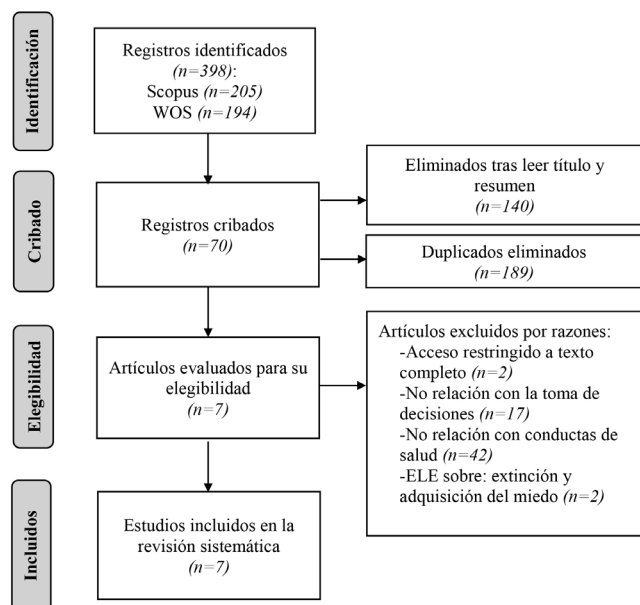 Identificación
Registros identificados
(n=398):
Scopus (n=205)
WOS (n=194)
Cribado
Registros cribados
(n=70)
Eliminados tras leer título y
resumen
(n=140)
Duplicados eliminados
(n=189)
Elegibilidad
Artículos evaluados para su
elegibilidad
(n=7)
Artículos excluidos por razones:
-Acceso restringido a texto
completo (n=2)
-No relación con la toma de
decisiones (n=17)
-No relación con conductas de
salud (n=42)
-ELE sobre: extinción y
adquisición del miedo (n=2)
Incluidos
Estudios incluidos en la
revisión sistemática
(n=7)